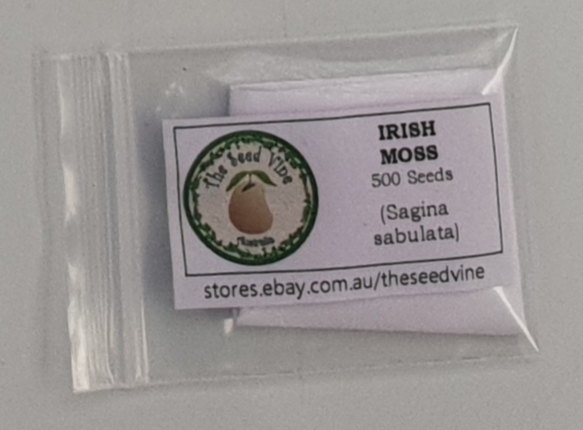 The Seed Vine
Australia
IRISH
MOSS
500 Seeds
(Sagina
sabulata)
stores.ebay.com.au/theseedvine